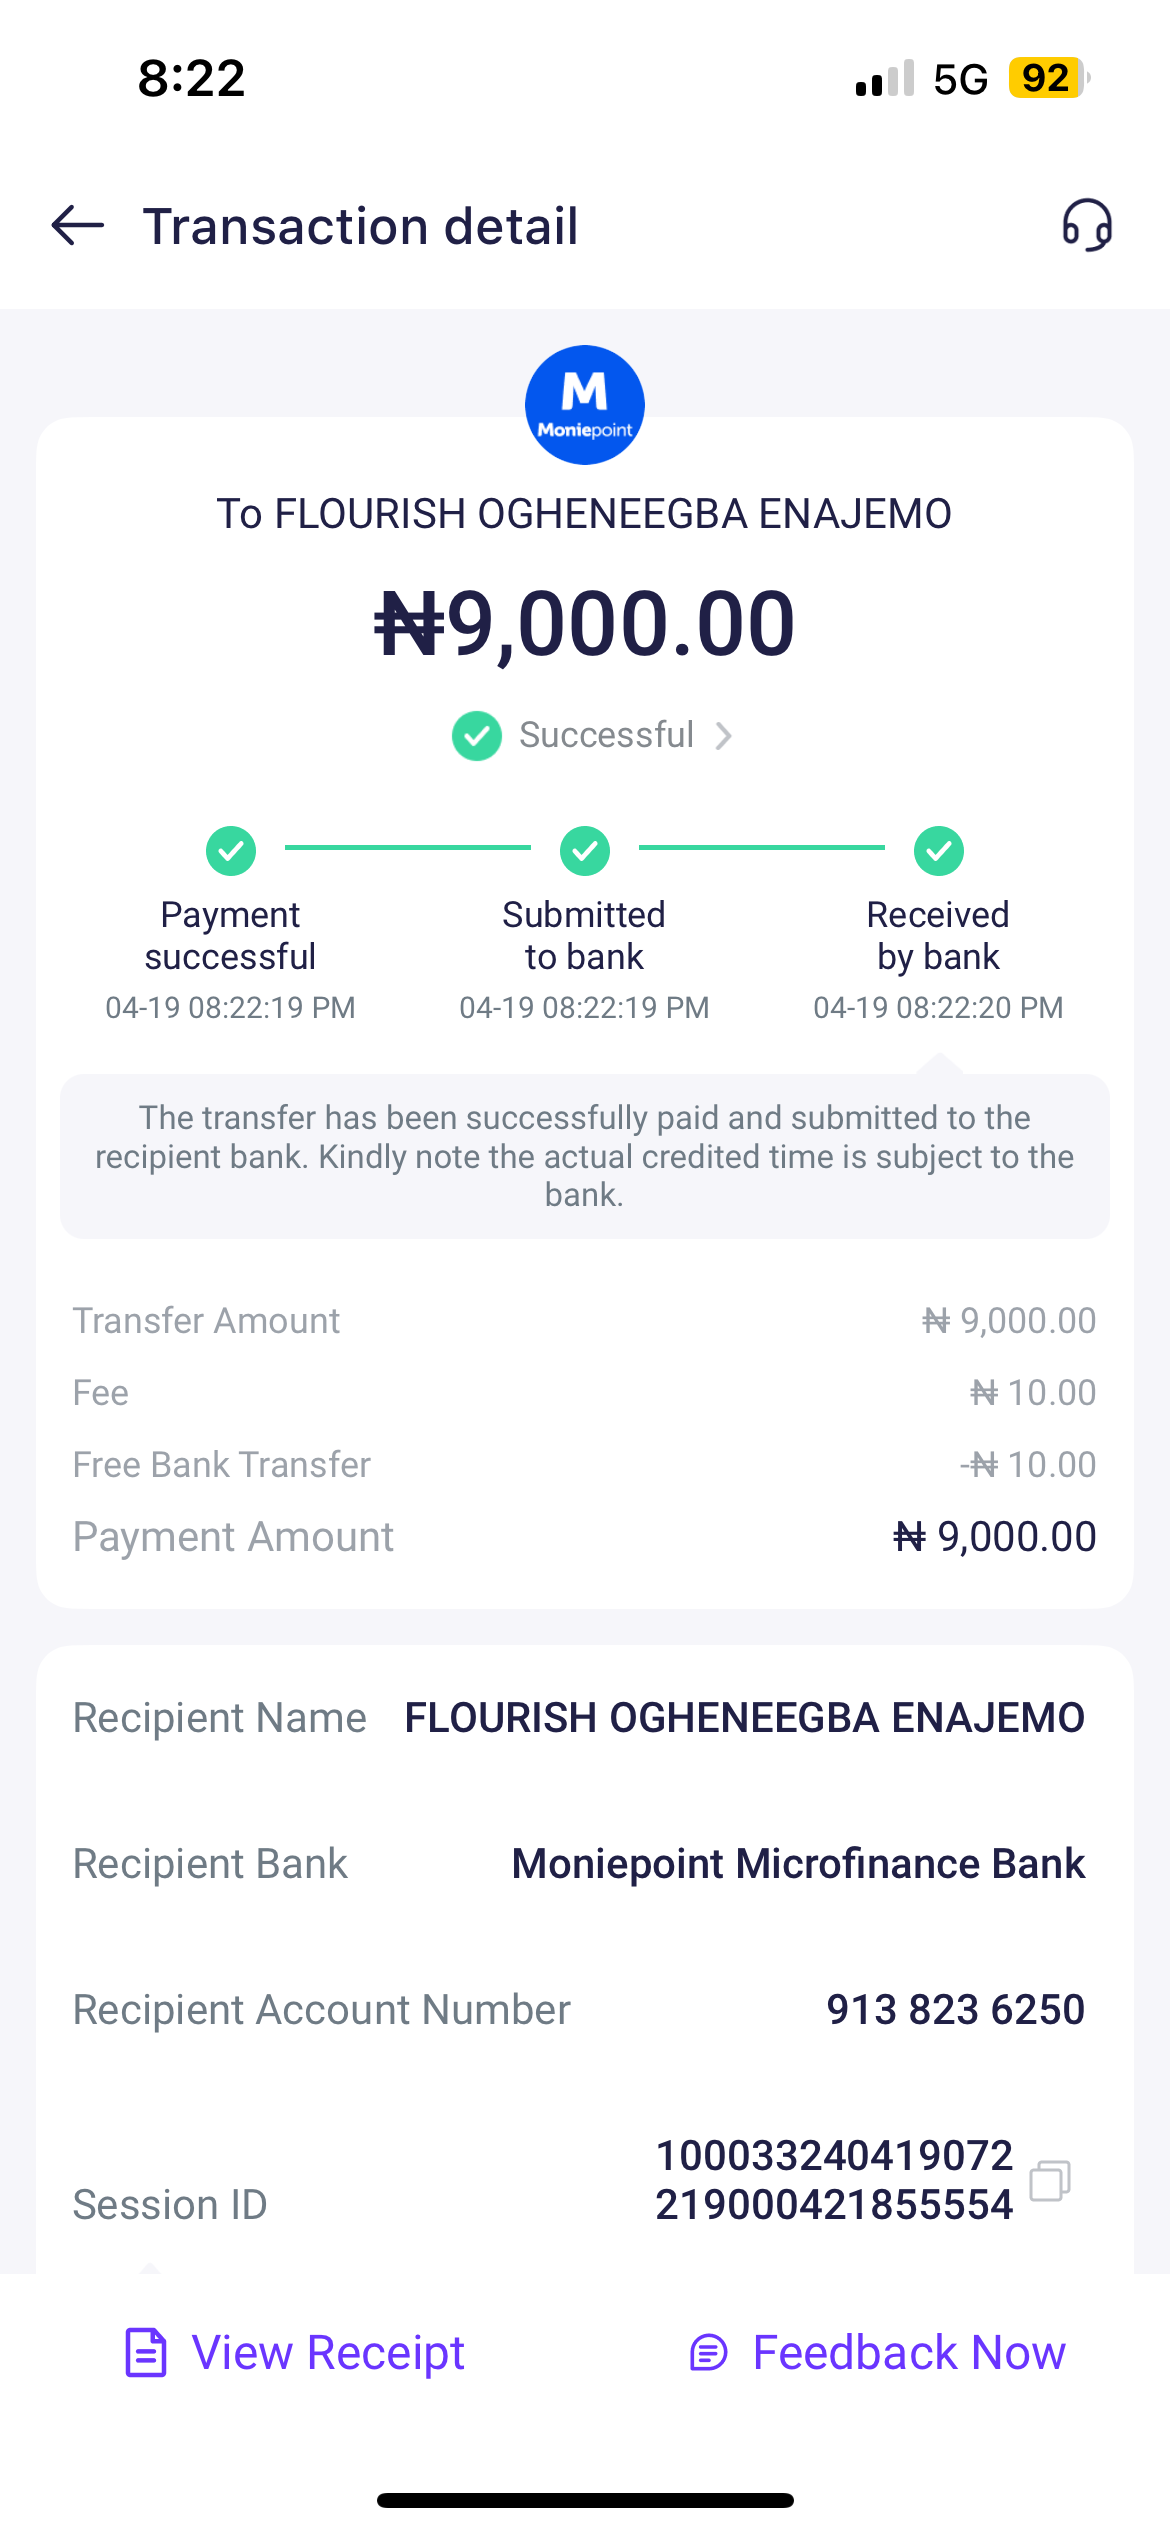 8:22
5G 92
Transaction detail
M
Moniepoint
To FLOURISH OGHENEEGBA ENAJEMO
₦9,000.00
Successful
Payment successful
04-19 08:22:19 PM
Submitted to bank
04-19 08:22:19 PM
Received by bank
04-19 08:22:20 PM
The transfer has been successfully paid and submitted to the
recipient bank. Kindly note the actual credited time is subject to the
bank.
Transfer Amount ₦ 9,000.00
Fee ₦ 10.00
Free Bank Transfer -₦ 10.00
Payment Amount ₦ 9,000.00
Recipient Name FLOURISH OGHENEEGBA ENAJEMO
Recipient Bank Moniepoint Microfinance Bank
Recipient Account Number 913 823 6250
Session ID 100033240419072
219000421855554
View Receipt Feedback Now